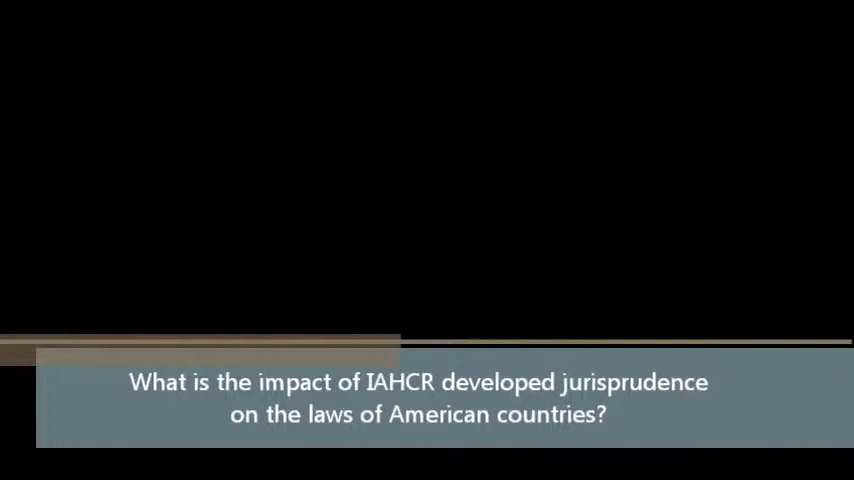 What is the impact of IAHCR developed jurisprudence
on the laws of American countries?